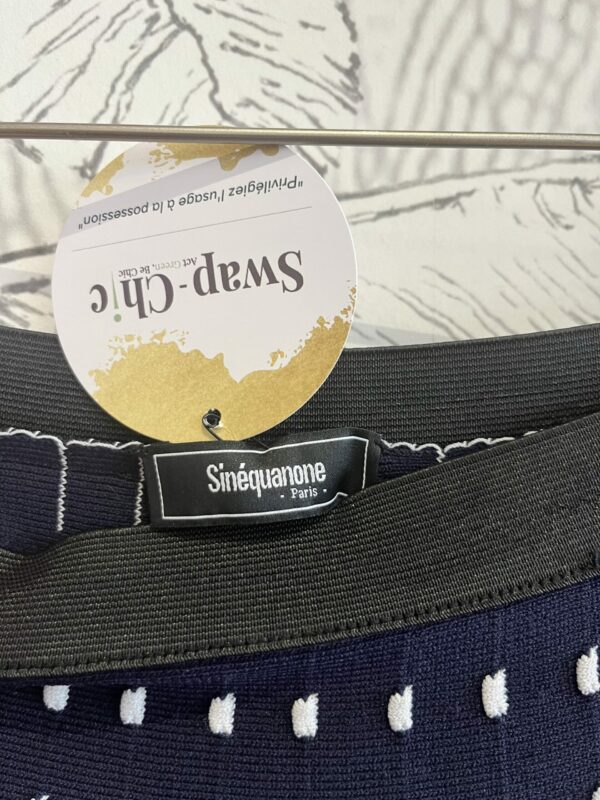 Swap-Chic
Act Green, Be Chic
"Privilégiez l'usage à la possession"
Sinéquanone
- Paris -